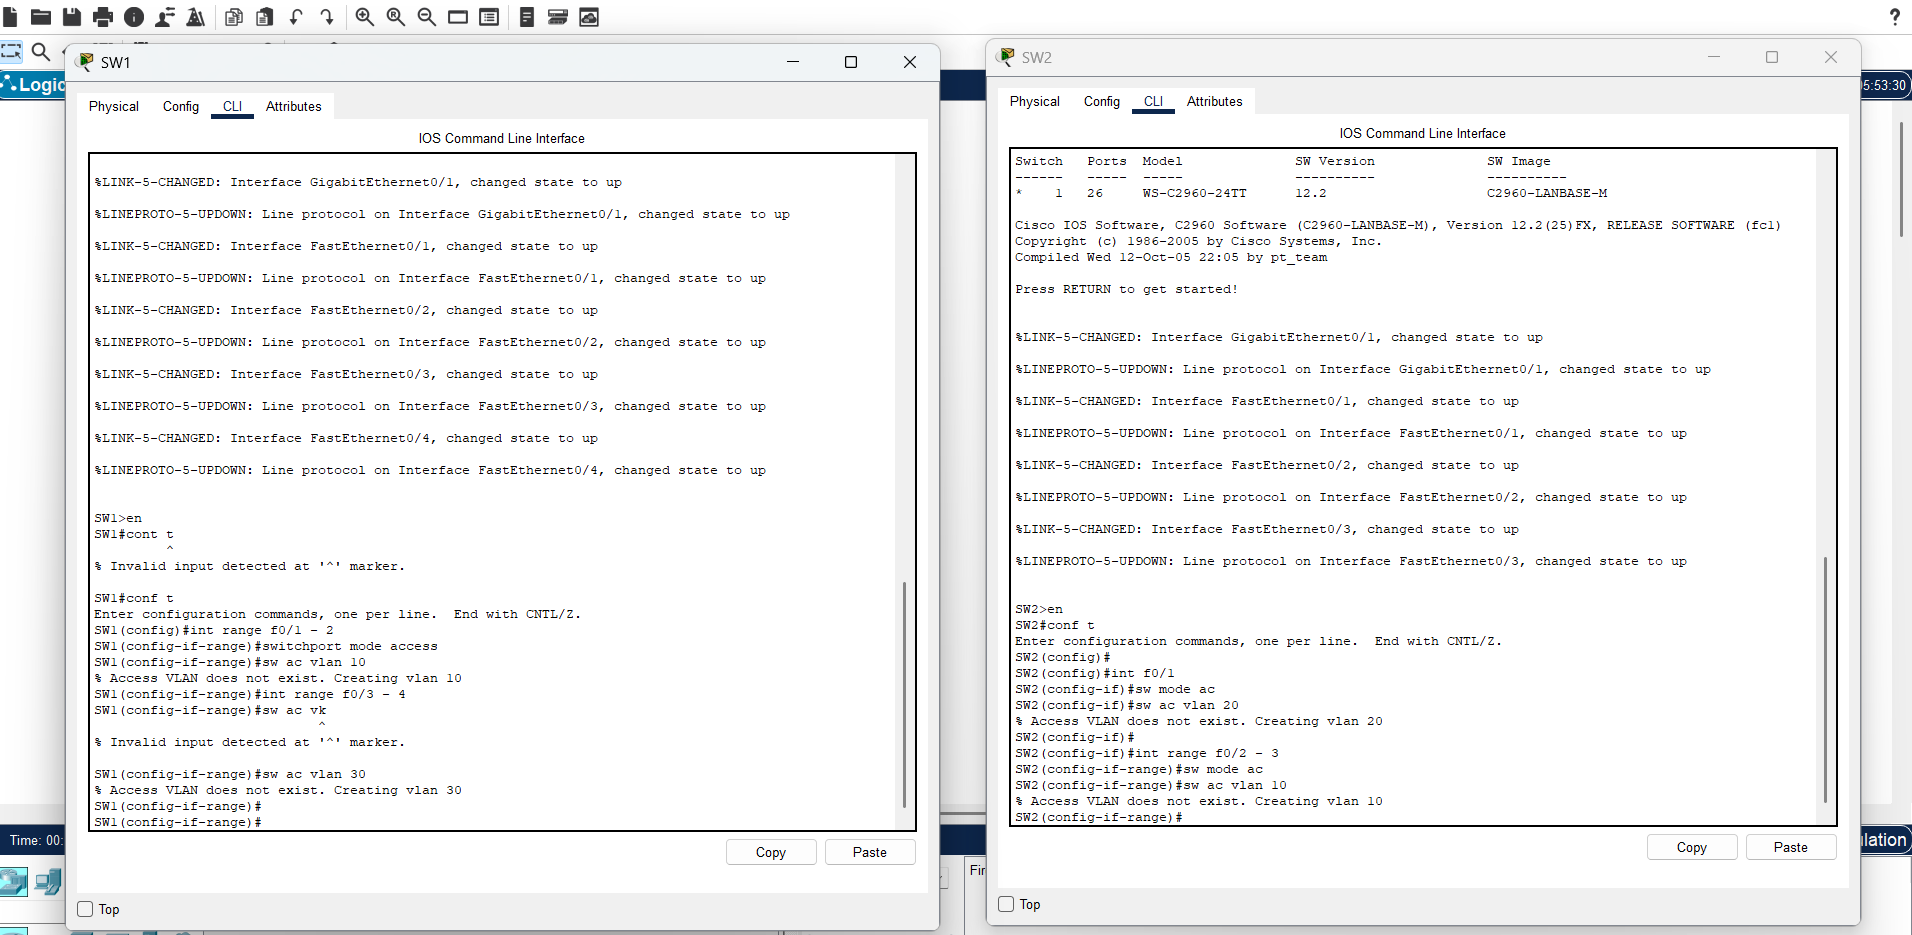 ?
Logic
5:53:30
SW1
Physical Config CLI Attributes
IOS Command Line Interface
%LINK-5-CHANGED: Interface GigabitEthernet0/1, changed state to up
%LINEPROTO-5-UPDOWN: Line protocol on Interface GigabitEthernet0/1, changed state to up
%LINK-5-CHANGED: Interface FastEthernet0/1, changed state to up
%LINEPROTO-5-UPDOWN: Line protocol on Interface FastEthernet0/1, changed state to up
%LINK-5-CHANGED: Interface FastEthernet0/2, changed state to up
%LINEPROTO-5-UPDOWN: Line protocol on Interface FastEthernet0/2, changed state to up
%LINK-5-CHANGED: Interface FastEthernet0/3, changed state to up
%LINEPROTO-5-UPDOWN: Line protocol on Interface FastEthernet0/3, changed state to up
%LINK-5-CHANGED: Interface FastEthernet0/4, changed state to up
%LINEPROTO-5-UPDOWN: Line protocol on Interface FastEthernet0/4, changed state to up
SW1>en
SW1#cont t
^
% Invalid input detected at '^' marker.
SW1#conf t
Enter configuration commands, one per line.  End with CNTL/Z.
SW1(config)#int range f0/1 - 2
SW1(config-if-range)#switchport mode access
SW1(config-if-range)#sw ac vlan 10
% Access VLAN does not exist. Creating vlan 10
SW1(config-if-range)#int range f0/3 - 4
SW1(config-if-range)#sw ac vk
^
% Invalid input detected at '^' marker.
SW1(config-if-range)#sw ac vlan 30
% Access VLAN does not exist. Creating vlan 30
SW1(config-if-range)#
SW1(config-if-range)#
Copy Paste
Top
Time: 00:
SW2
Physical Config CLI Attributes
IOS Command Line Interface
Switch Ports Model SW Version SW Image
------ ----- ----- ---------- ----------
* 1 26 WS-C2960-24TT 12.2 C2960-LANBASE-M
Cisco IOS Software, C2960 Software (C2960-LANBASE-M), Version 12.2(25)FX, RELEASE SOFTWARE (fc1)
Copyright (c) 1986-2005 by Cisco Systems, Inc.
Compiled Wed 12-Oct-05 22:05 by pt_team
Press RETURN to get started!
%LINK-5-CHANGED: Interface GigabitEthernet0/1, changed state to up
%LINEPROTO-5-UPDOWN: Line protocol on Interface GigabitEthernet0/1, changed state to up
%LINK-5-CHANGED: Interface FastEthernet0/1, changed state to up
%LINEPROTO-5-UPDOWN: Line protocol on Interface FastEthernet0/1, changed state to up
%LINK-5-CHANGED: Interface FastEthernet0/2, changed state to up
%LINEPROTO-5-UPDOWN: Line protocol on Interface FastEthernet0/2, changed state to up
%LINK-5-CHANGED: Interface FastEthernet0/3, changed state to up
%LINEPROTO-5-UPDOWN: Line protocol on Interface FastEthernet0/3, changed state to up
SW2>en
SW2#conf t
Enter configuration commands, one per line.  End with CNTL/Z.
SW2(config)#
SW2(config)#int f0/1
SW2(config-if)#sw mode ac
SW2(config-if)#sw ac vlan 20
% Access VLAN does not exist. Creating vlan 20
SW2(config-if)#
SW2(config-if)#int range f0/2 - 3
SW2(config-if-range)#sw mode ac
SW2(config-if-range)#sw ac vlan 10
% Access VLAN does not exist. Creating vlan 10
SW2(config-if-range)#
Copy Paste
Top
ulation
Fir